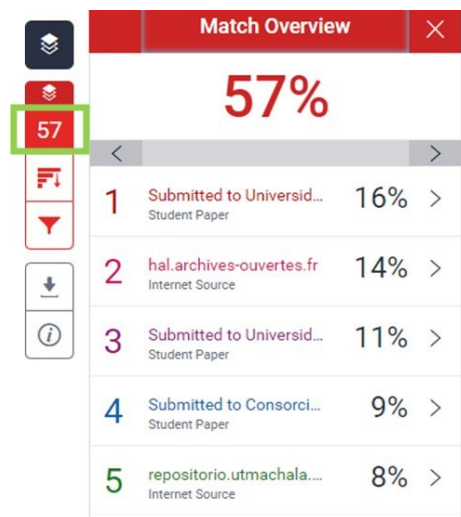 Match Overview
57%
57
1 Submitted to Universid... 16%
Student Paper
2 hal.archives-ouvertes.fr 14%
Internet Source
3 Submitted to Universid... 11%
Student Paper
4 Submitted to Consorci... 9%
Student Paper
5 repositorio.utmachala.... 8%
Internet Source